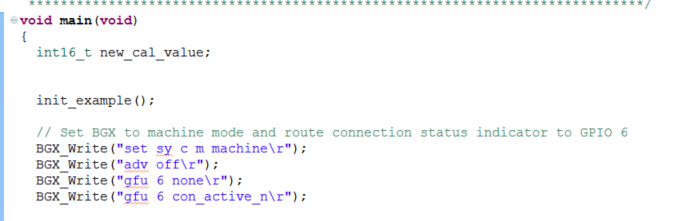 ******************************************************************************/
void main(void)
{
int16_t new_cal_value;
init_example();
// Set BGX to machine mode and route connection status indicator to GPIO 6
BGX_Write("set sy c m machine\r");
BGX_Write("adv off\r");
BGX_Write("gfu 6 none\r");
BGX_Write("gfu 6 con_active_n\r");